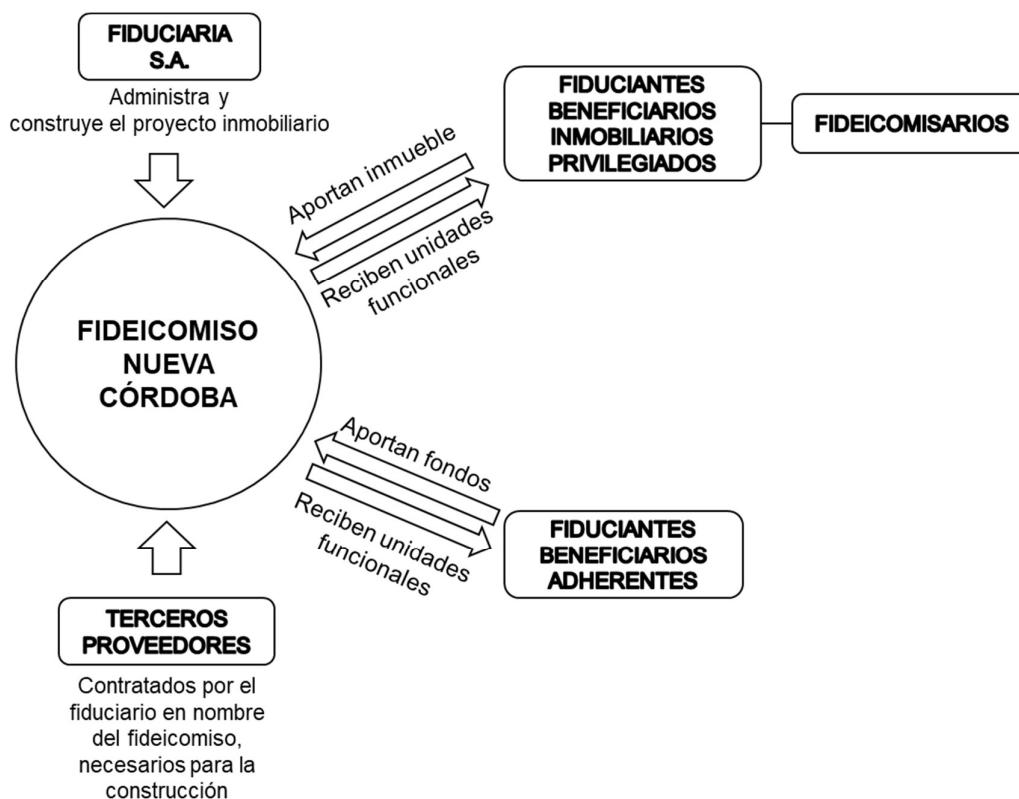 FIDUCIARIA
S.A.
Administra y
construye el proyecto inmobiliario
FIDUCIANTES
BENEFICIARIOS
INMOBILIARIOS
PRIVILEGIADOS
FIDEICOMISARIOS
Aportan inmueble
Reciben unidades
funcionales
FIDEICOMISO
NUEVA
CÓRDOBA
Aportan fondos
Reciben unidades
funcionales
FIDUCIANTES
BENEFICIARIOS
ADHERENTES
TERCEROS
PROVEEDORES
Contratados por el
fiduciario en nombre
del fideicomiso,
necesarios para la
construcción